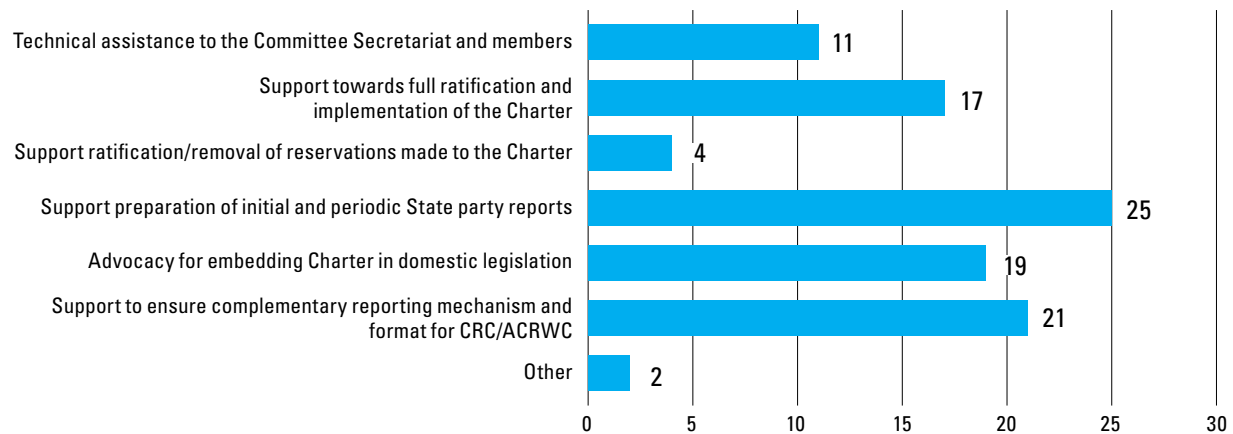 Technical assistance to the Committee Secretariat and members
11
Support towards full ratification and
implementation of the Charter
17
Support ratification/removal of reservations made to the Charter
4
Support preparation of initial and periodic State party reports
25
Advocacy for embedding Charter in domestic legislation
19
Support to ensure complementary reporting mechanism and
format for CRC/ACRWC
21
Other
2
0 5 10 15 20 25 30